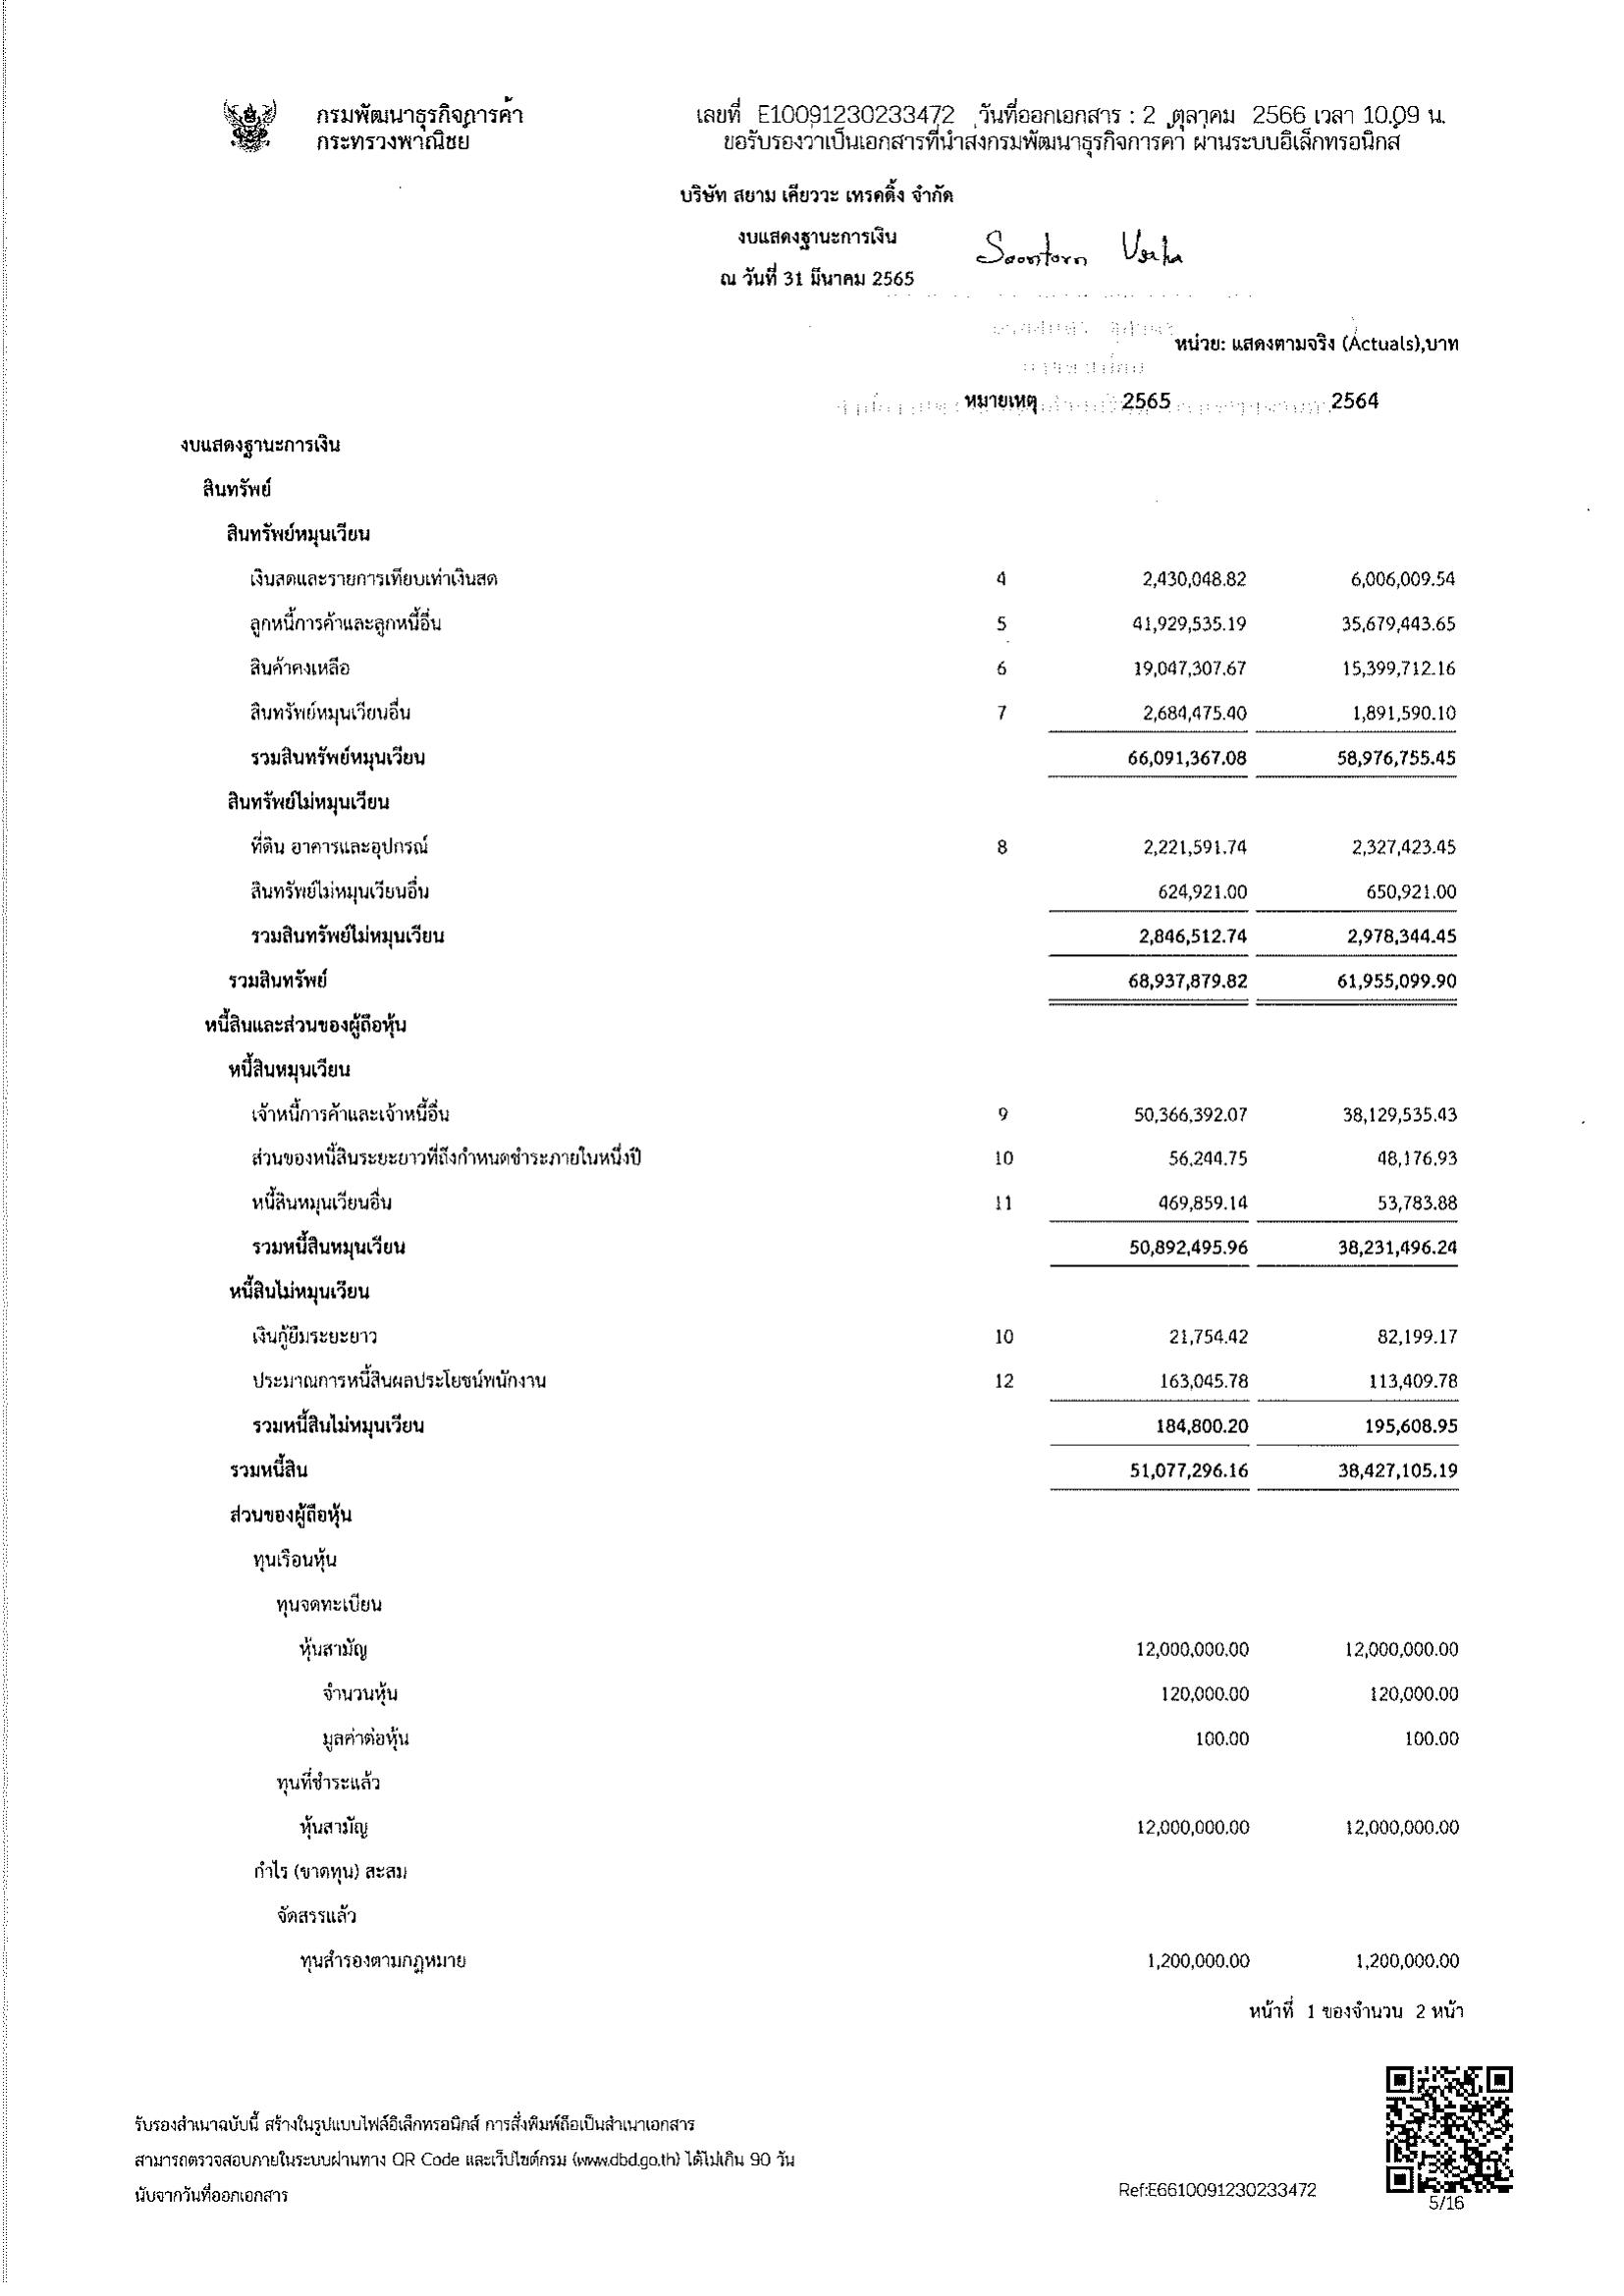 กรมพัฒนาธุรกิจการค้า
กระทรวงพาณิชย์
เลขที่ E10091230233472 วันที่ออกเอกสาร : 2 ตุลาคม 2566 เวลา 10.09 น.
ขอรับรองว่าเป็นเอกสารที่นำส่งกรมพัฒนาธุรกิจการค้า ผ่านระบบอิเล็กทรอนิกส์
บริษัท สยาม เคียววะ เทรดดิ้ง จำกัด
งบแสดงฐานะการเงิน
ณ วันที่ 31 มีนาคม 2565
หน่วย: แสดงตามจริง (Actuals),บาท
หมายเหตุ 2565 2564
งบแสดงฐานะการเงิน
สินทรัพย์
สินทรัพย์หมุนเวียน
เงินสดและรายการเทียบเท่าเงินสด 4 2,430,048.82 6,006,009.54
ลูกหนี้การค้าและลูกหนี้อื่น 5 41,929,535.19 35,679,443.65
สินค้าคงเหลือ 6 19,047,307.67 15,399,712.16
สินทรัพย์หมุนเวียนอื่น 7 2,684,475.40 1,891,590.10
รวมสินทรัพย์หมุนเวียน 66,091,367.08 58,976,755.45
สินทรัพย์ไม่หมุนเวียน
ที่ดิน อาคารและอุปกรณ์ 8 2,221,591.74 2,327,423.45
สินทรัพย์ไม่หมุนเวียนอื่น 624,921.00 650,921.00
รวมสินทรัพย์ไม่หมุนเวียน 2,846,512.74 2,978,344.45
รวมสินทรัพย์ 68,937,879.82 61,955,099.90
หนี้สินและส่วนของผู้ถือหุ้น
หนี้สินหมุนเวียน
เจ้าหนี้การค้าและเจ้าหนี้อื่น 9 50,366,392.07 38,129,535.43
ส่วนของหนี้สินระยะยาวที่ถึงกำหนดชำระภายในหนึ่งปี 10 56,244.75 48,176.93
หนี้สินหมุนเวียนอื่น 11 469,859.14 53,783.88
รวมหนี้สินหมุนเวียน 50,892,495.96 38,231,496.24
หนี้สินไม่หมุนเวียน
เงินกู้ยืมระยะยาว 10 21,754.42 82,199.17
ประมาณการหนี้สินผลประโยชน์พนักงาน 12 163,045.78 113,409.78
รวมหนี้สินไม่หมุนเวียน 184,800.20 195,608.95
รวมหนี้สิน 51,077,296.16 38,427,105.19
ส่วนของผู้ถือหุ้น
ทุนเรือนหุ้น
ทุนจดทะเบียน
หุ้นสามัญ 12,000,000.00 12,000,000.00
จำนวนหุ้น 120,000.00 120,000.00
มูลค่าต่อหุ้น 100.00 100.00
ทุนที่ชำระแล้ว
หุ้นสามัญ 12,000,000.00 12,000,000.00
กำไร (ขาดทุน) สะสม
จัดสรรแล้ว
ทุนสำรองตามกฎหมาย 1,200,000.00 1,200,000.00
หน้าที่ 1 ของจำนวน 2 หน้า
รับรองสำเนาฉบับนี้ สร้างในรูปแบบไฟล์อิเล็กทรอนิกส์ การสั่งพิมพ์ถือเป็นสำเนาเอกสาร
สามารถตรวจสอบภายในระบบผ่านทาง QR Code และเว็บไซต์กรม (www.dbd.go.th) ได้ไม่เกิน 90 วัน
นับจากวันที่ออกเอกสาร
Ref:E6610091230233472
5/16